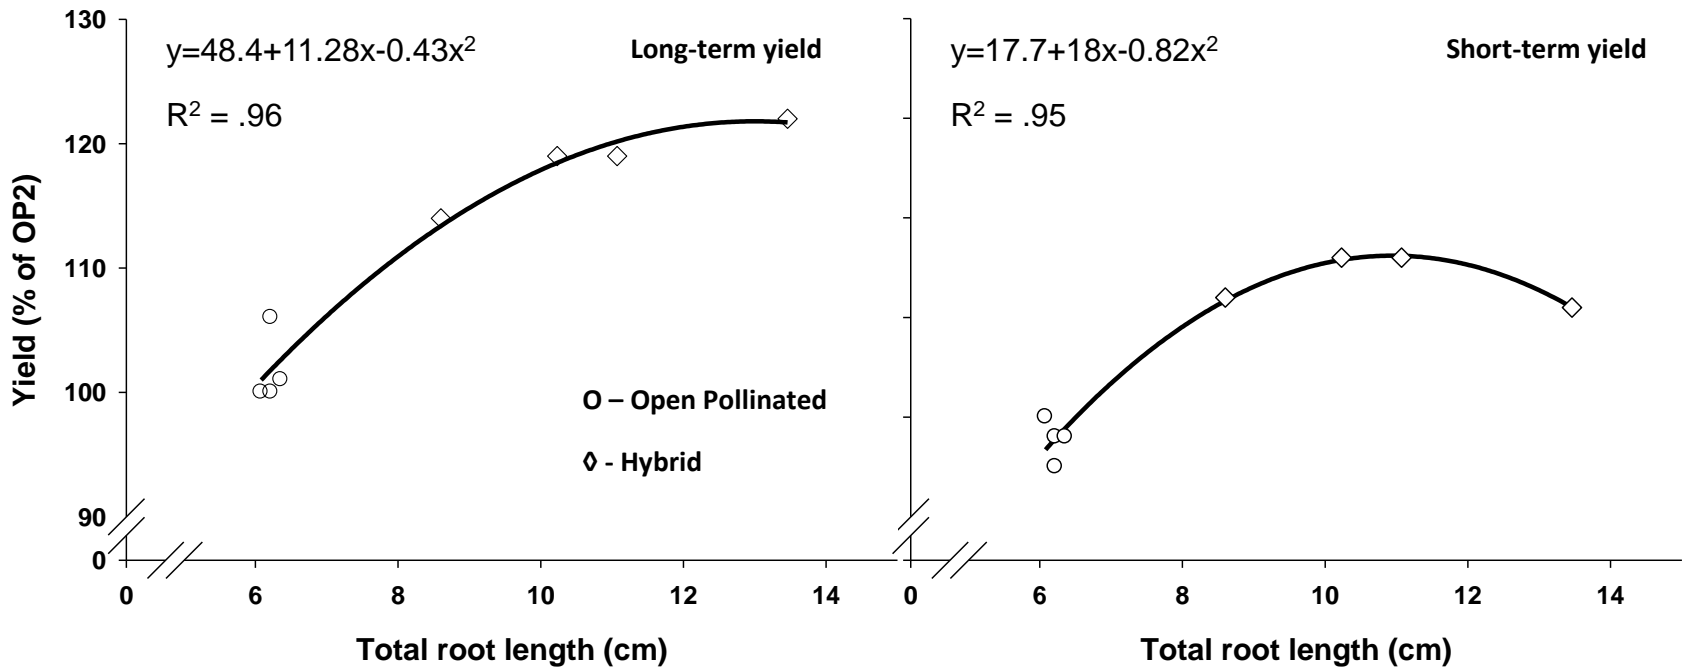 y=48.4+11.28x-0.43x²
Long-term yield
R² = .96
O – Open Pollinated
◊ - Hybrid
Yield (% of OP2)
130
120
110
100
90
0
0 6 8 10 12 14
Total root length (cm)
y=17.7+18x-0.82x²
Short-term yield
R² = .95
0 6 8 10 12 14
Total root length (cm)